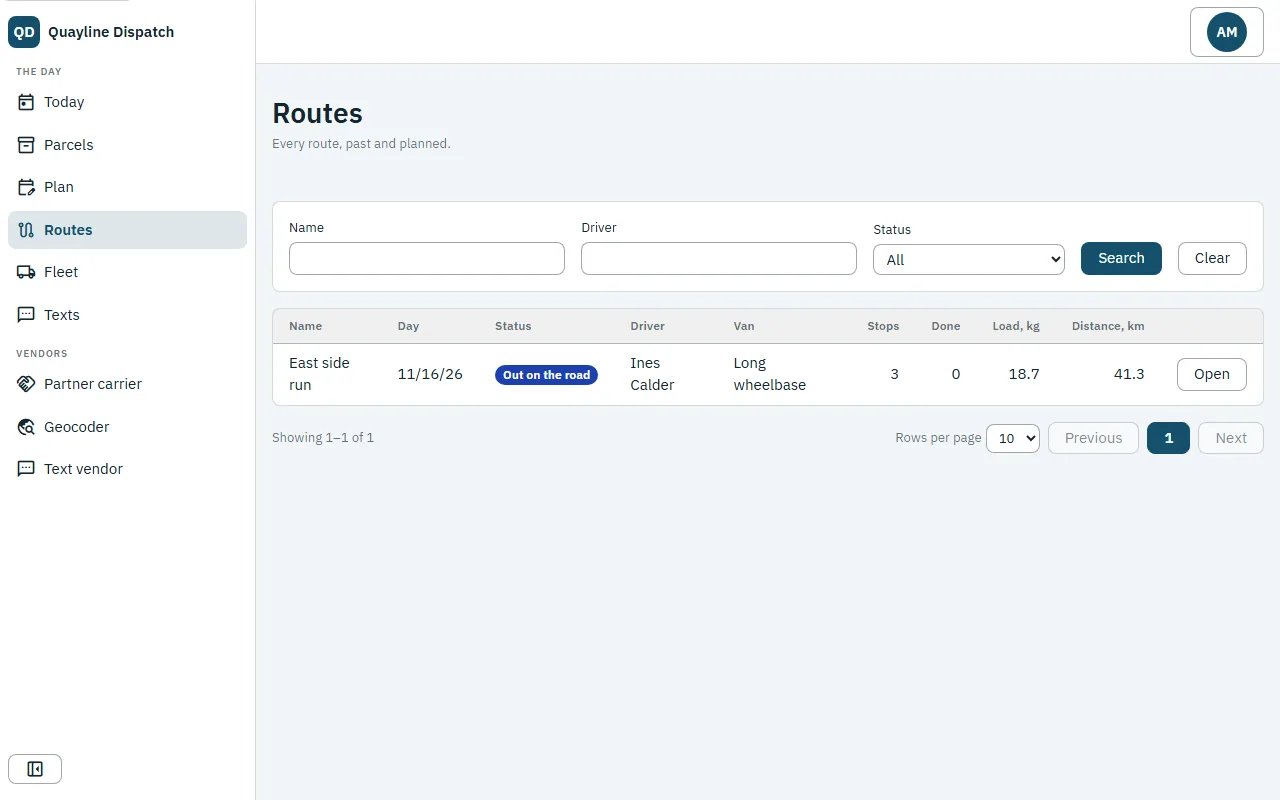 QD Quayline Dispatch
AM
THE DAY
Today
Parcels
Plan
Routes
Fleet
Texts
VENDORS
Partner carrier
Geocoder
Text vendor
Routes
Every route, past and planned.
Name Driver Status
All Search Clear
Name Day Status Driver Van Stops Done Load, kg Distance, km
East side run 11/16/26 Out on the road Ines Calder Long wheelbase 3 0 18.7 41.3 Open
Showing 1–1 of 1 Rows per page 10 Previous 1 Next